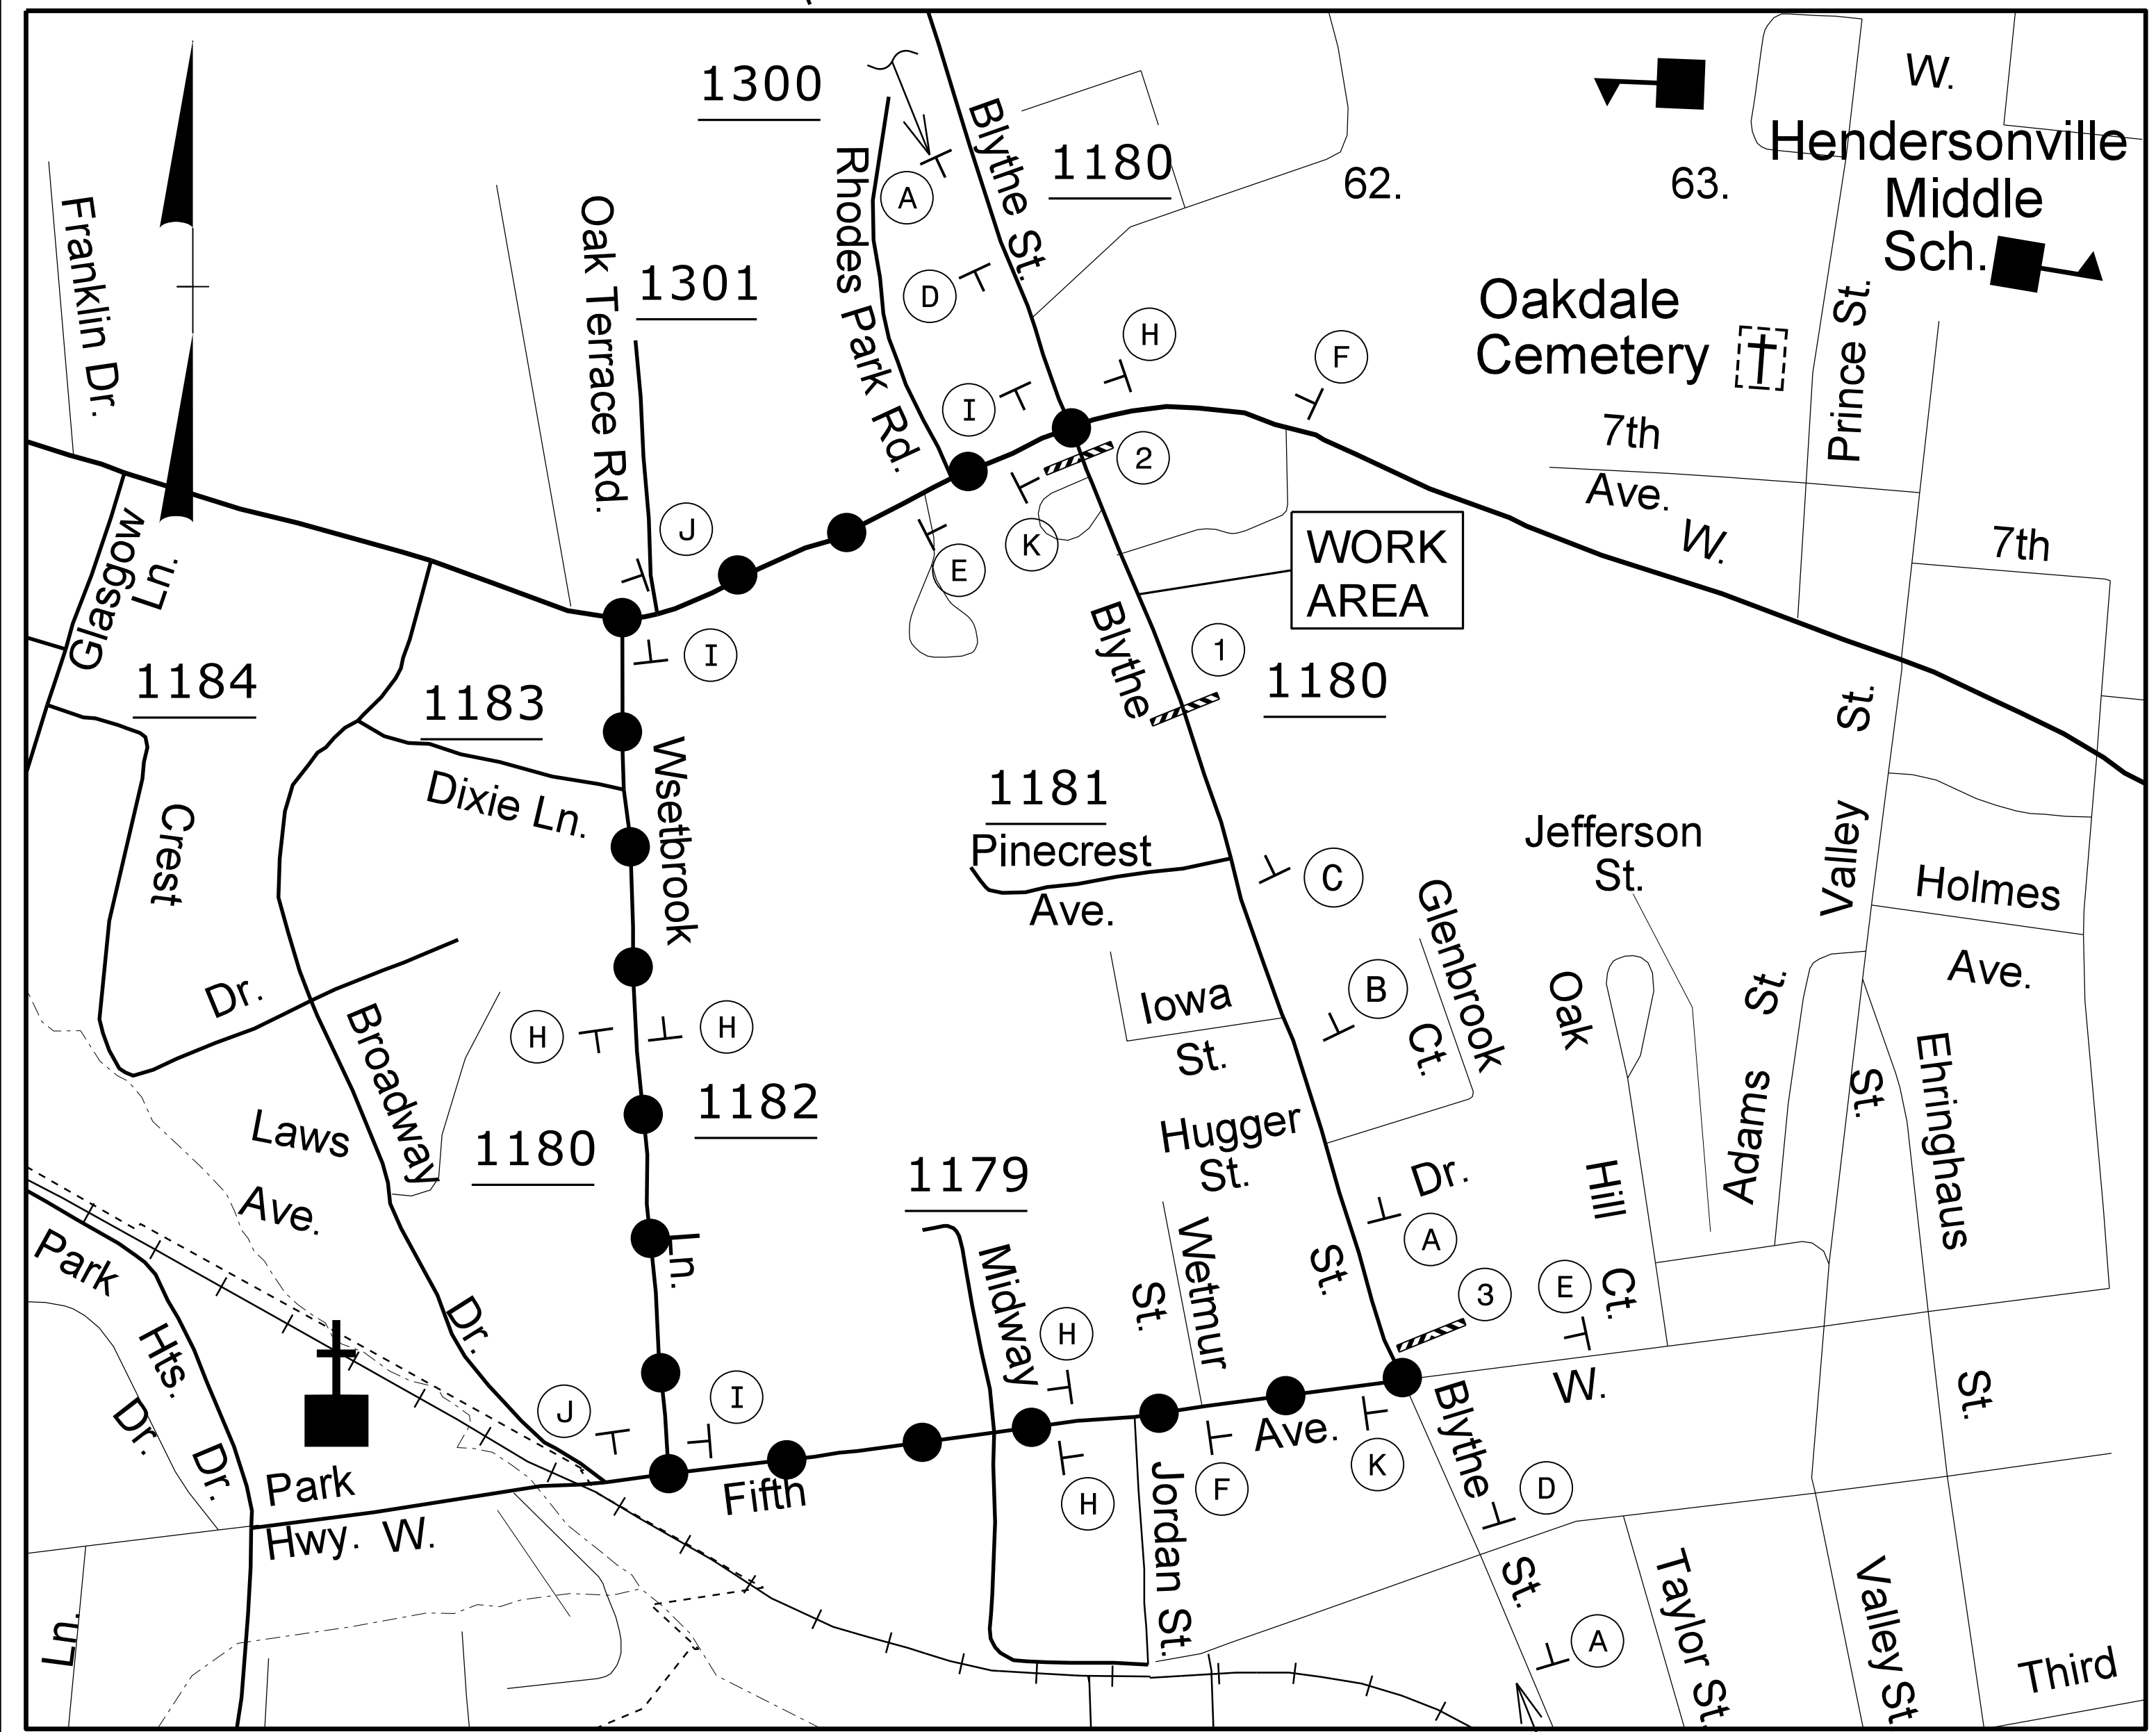 1300
Blythe St.
1180
62.
63.
W.
Hendersonville
Middle
Sch.
A
Rhodes Park Rd.
Franklin Dr.
Oak Terrace Rd.
1301
D
H
F
I
Oakdale
Cemetery
Prince St.
7th
Ave.
W.
7th
2
J
K
E
WORK
AREA
Glasgow
Ln.
I
1184
1183
Dixie Ln.
Wsetbrook
Blythe
1
1180
St.
1181
Pinecrest
Ave.
C
Jefferson
St.
Valley
Holmes
Ave.
Crest
Dr.
Glenbrook
Ct.
B
Iowa
St.
Oak
St.
H
H
Broadway
1182
1180
Laws
Ave.
Hugger
St.
Dr.
A
Hill
Adams
St.
Ehringhaus
1179
Park
Hts.
Dr.
Dr.
Dr.
Ln.
Midway
St.
Wetmur
St.
3
E
Ct.
H
W.
St.
J
I
Park
Hwy. W.
Fifth
Ave.
H
F
K
Blythe
D
Jordan St.
St.
A
Taylor St.
Valley St
Third
Ln.